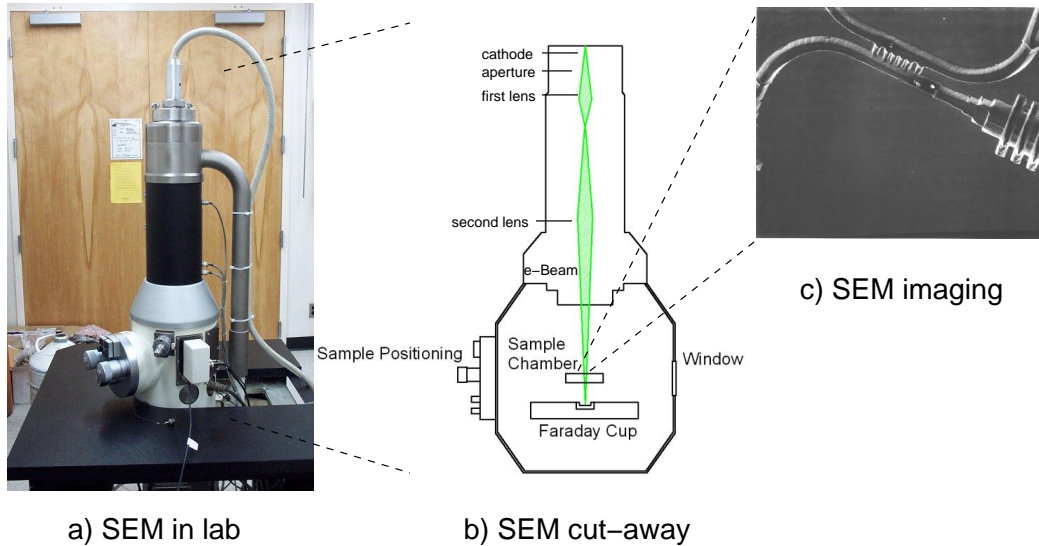 cathode
aperture
first lens
second lens
e-Beam
Sample Positioning
Sample
Chamber
Window
Faraday Cup
a) SEM in lab
b) SEM cut-away
c) SEM imaging